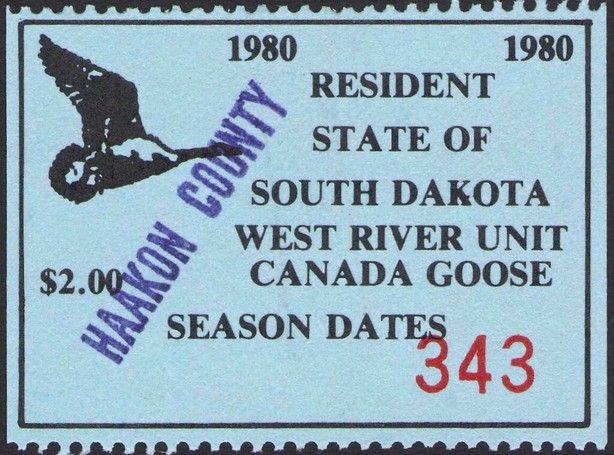 1980 1980
RESIDENT
STATE OF
SOUTH DAKOTA
WEST RIVER UNIT
$2.00 CANADA GOOSE
SEASON DATES
343
HAAKON COUNTY